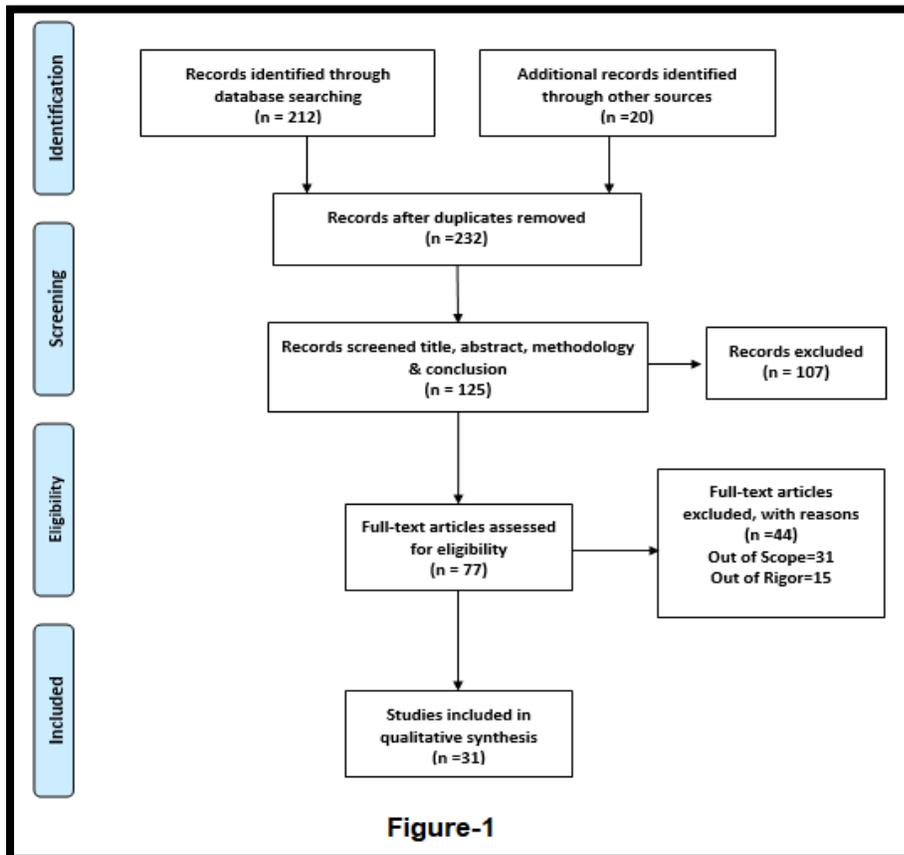 Identification
Records identified through
database searching
(n = 212)
Additional records identified
through other sources
(n =20)
Records after duplicates removed
(n =232)
Screening
Records screened title, abstract, methodology
& conclusion
(n = 125)
Records excluded
(n = 107)
Eligibility
Full-text articles assessed
for eligibility
(n = 77)
Full-text articles
excluded, with reasons
(n =44)
Out of Scope=31
Out of Rigor=15
Included
Studies included in
qualitative synthesis
(n =31)
Figure-1